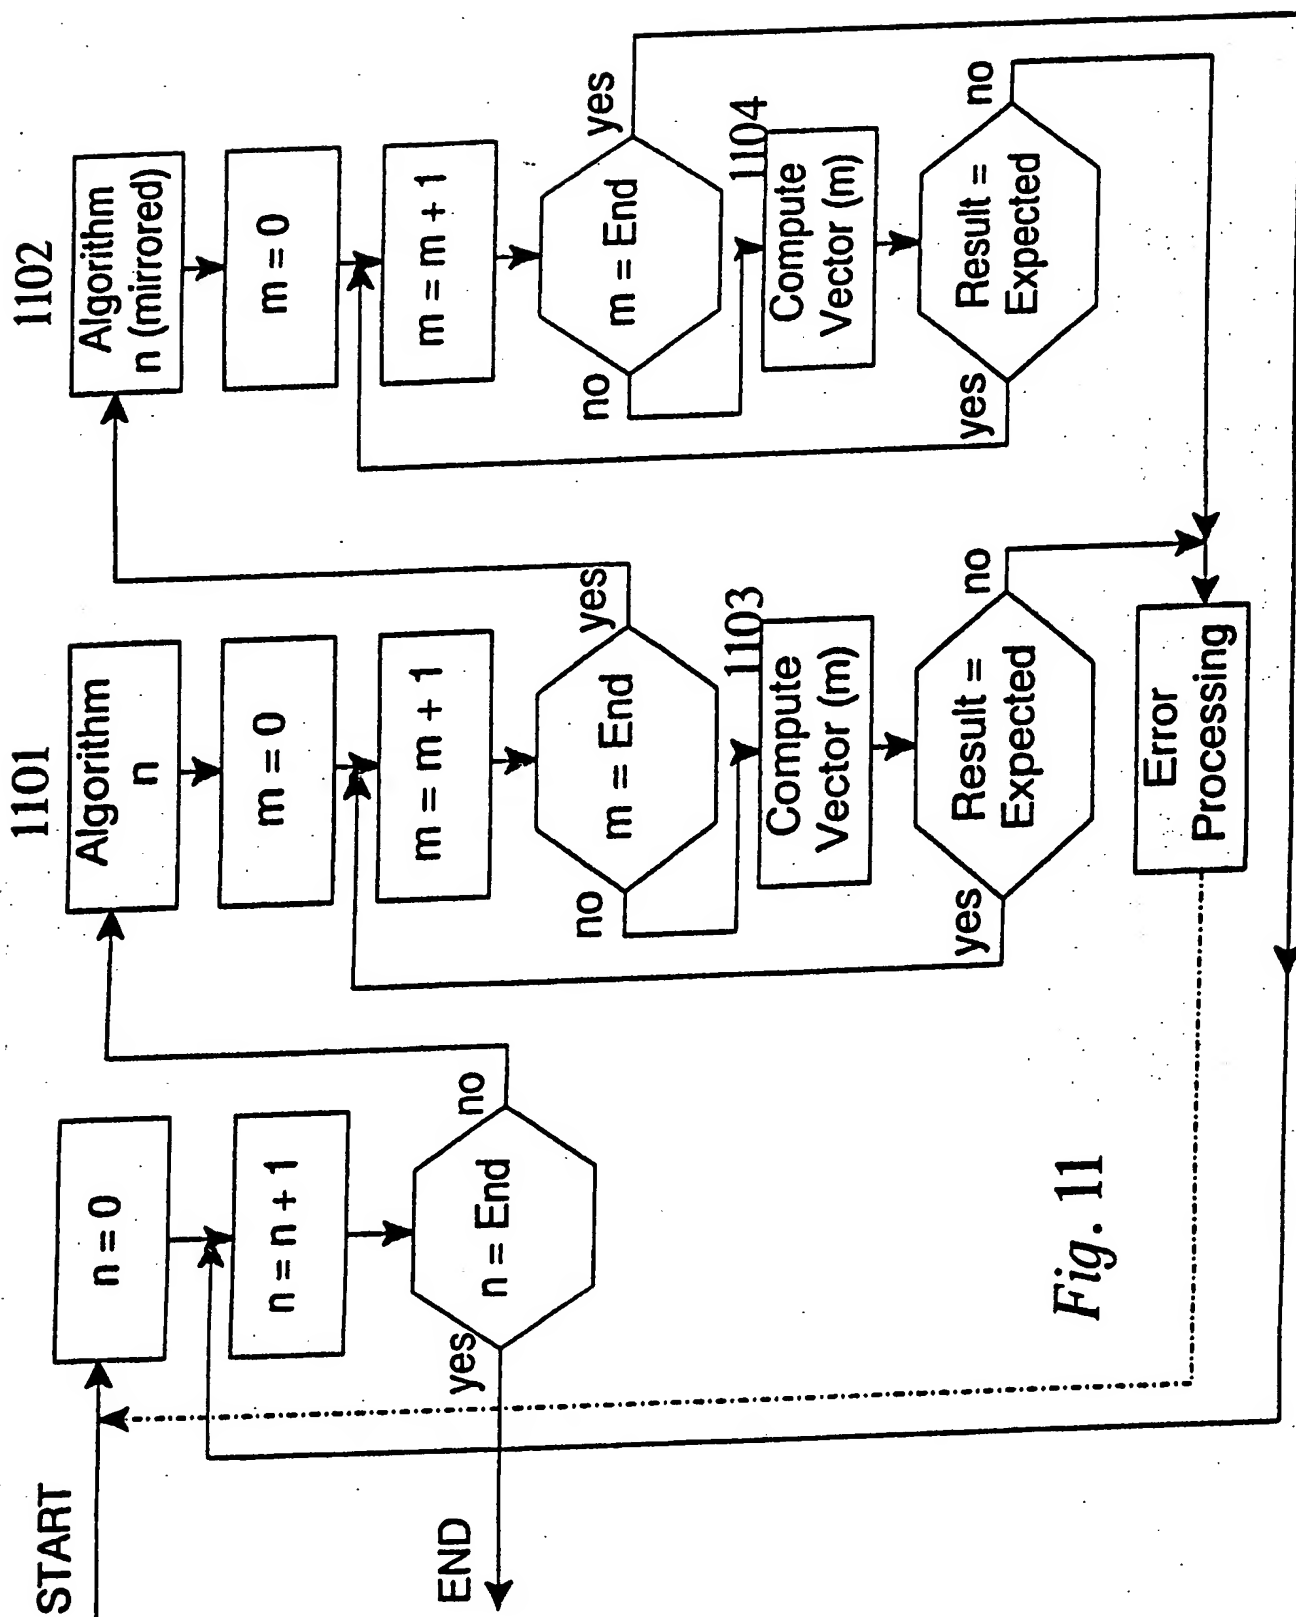 START
n = 0
n = n + 1
n = End
yes
no
END
1101
Algorithm
n
m = 0
m = m + 1
m = End
yes
no
1103
Compute
Vector (m)
Result =
Expected
yes
no
1102
Algorithm
n (mirrored)
m = 0
m = m + 1
m = End
yes
no
1104
Compute
Vector (m)
Result =
Expected
yes
no
Error
Processing
Fig. 11